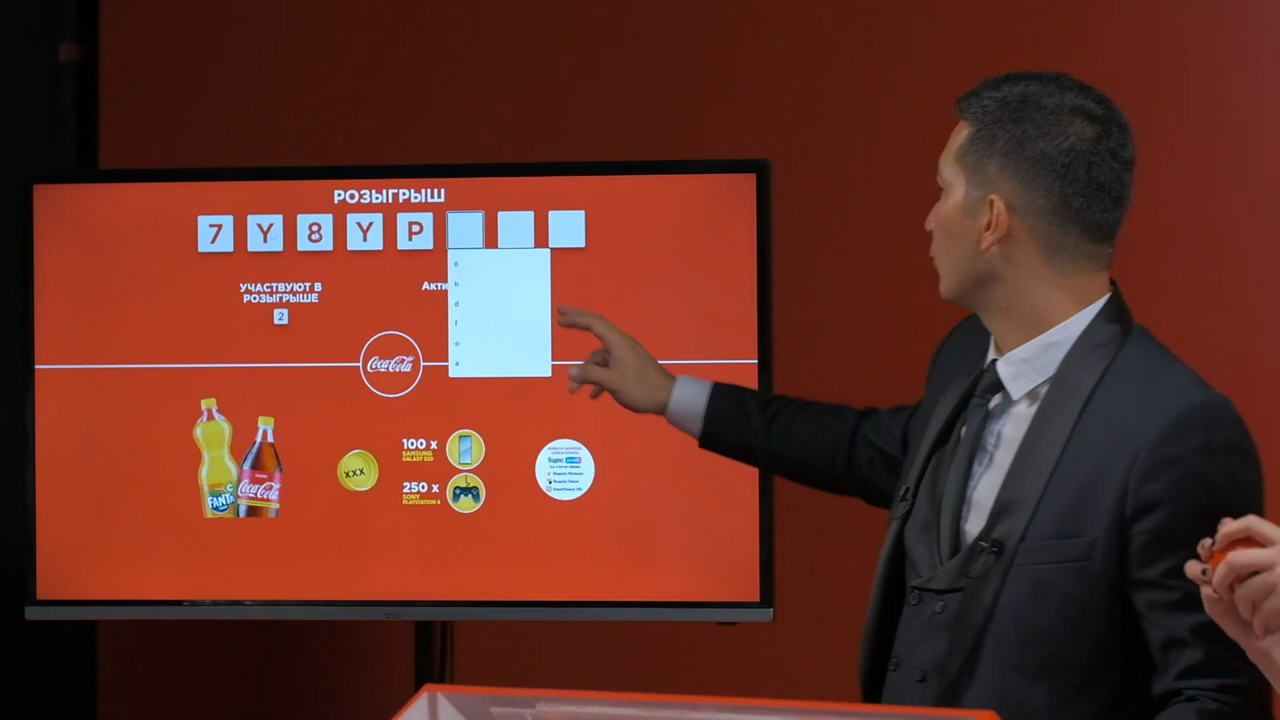 РОЗЫГРЫШ
7 Y 8 Y P
УЧАСТВУЮТ В
РОЗЫГРЫШЕ
2
Акти
0
h
d
f
o
a
Coca-Cola
XXX
100 x
SAMSUNG
GALAXY S20
250 x
SONY
PLAYSTATION 4
FANTA
Coca-Cola